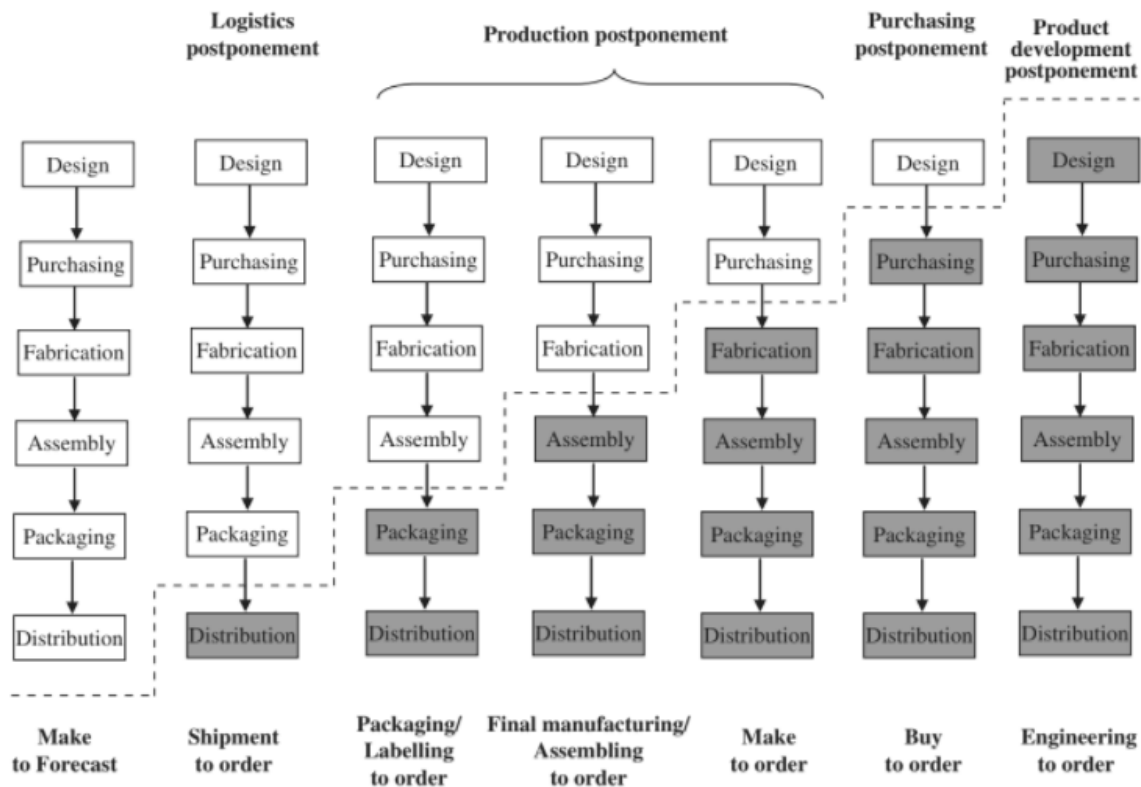 Logistics
postponement
Production postponement
Purchasing
postponement
Product
development
postponement
Design
Design
Design
Design
Design
Design
Design
Purchasing
Purchasing
Purchasing
Purchasing
Purchasing
Purchasing
Purchasing
Fabrication
Fabrication
Fabrication
Fabrication
Fabrication
Fabrication
Fabrication
Assembly
Assembly
Assembly
Assembly
Assembly
Assembly
Assembly
Packaging
Packaging
Packaging
Packaging
Packaging
Packaging
Packaging
Distribution
Distribution
Distribution
Distribution
Distribution
Distribution
Distribution
Make
to Forecast
Shipment
to order
Packaging/
Labelling
to order
Final manufacturing/
Assembling
to order
Make
to order
Buy
to order
Engineering
to order